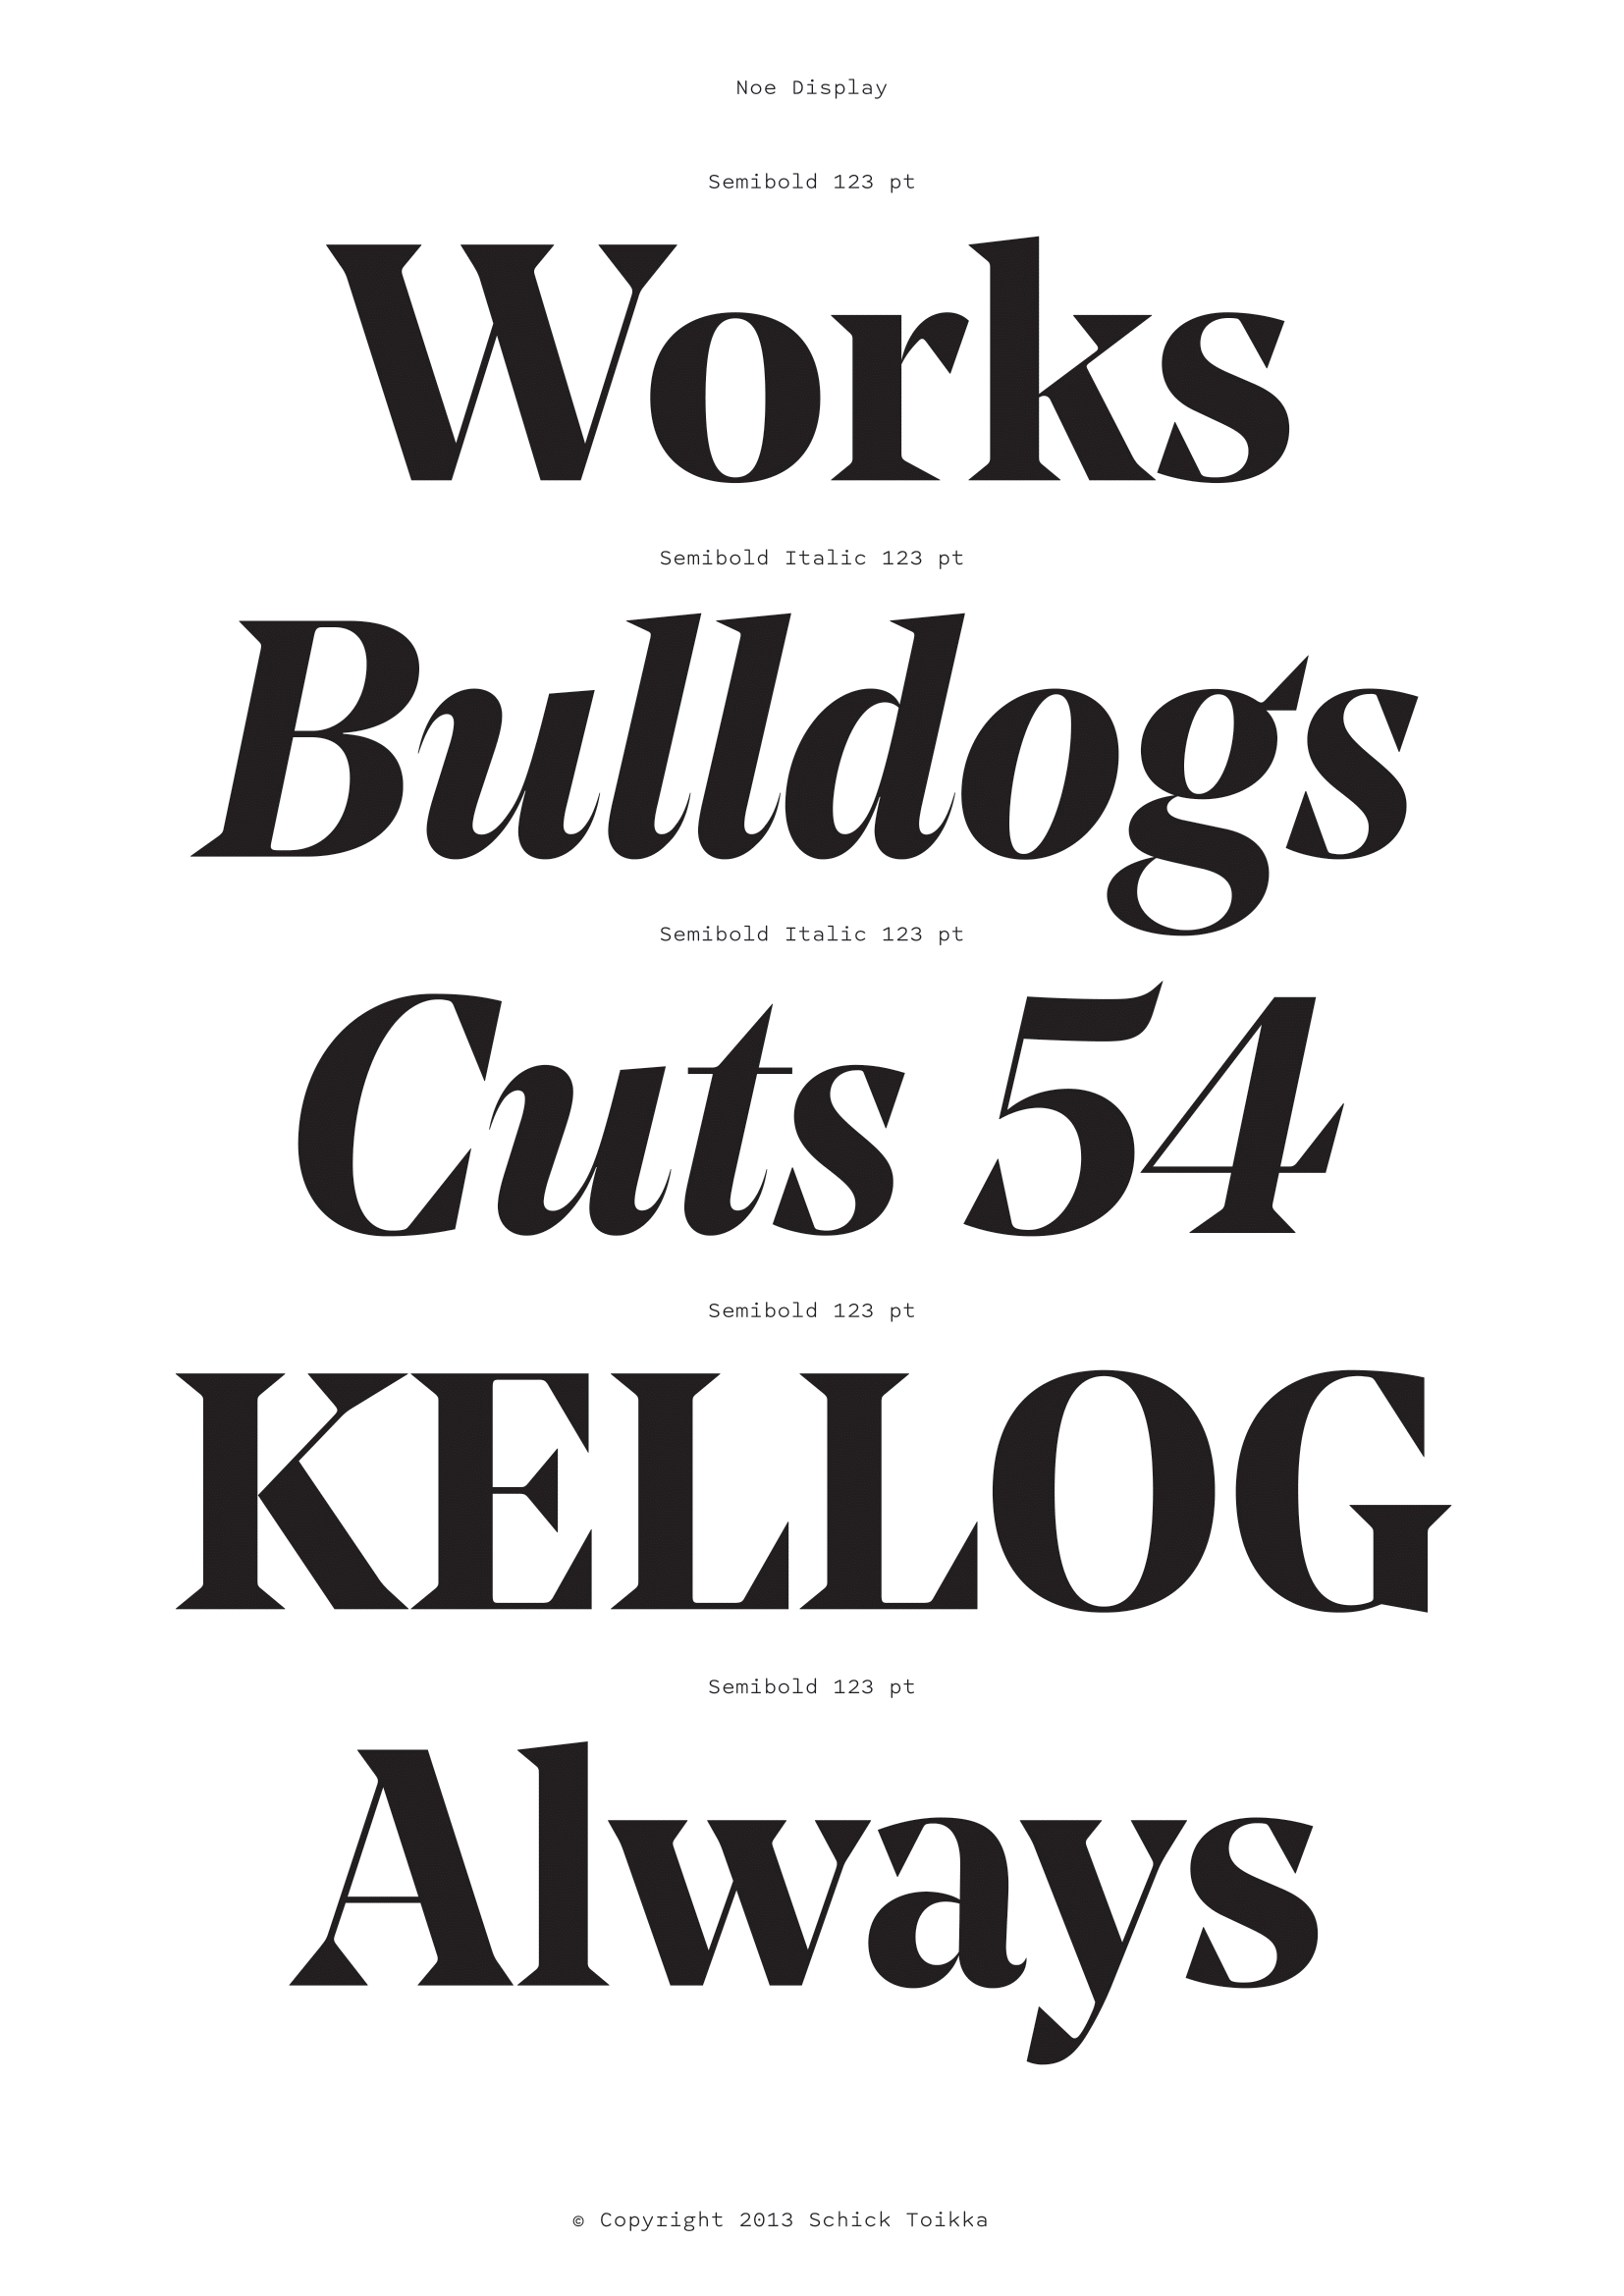 Noe Display
Semibold 123 pt
Works
Semibold Italic 123 pt
Bulldogs
Semibold Italic 123 pt
Cuts 54
Semibold 123 pt
KELLOG
Semibold 123 pt
Always
© Copyright 2013 Schick Toikka